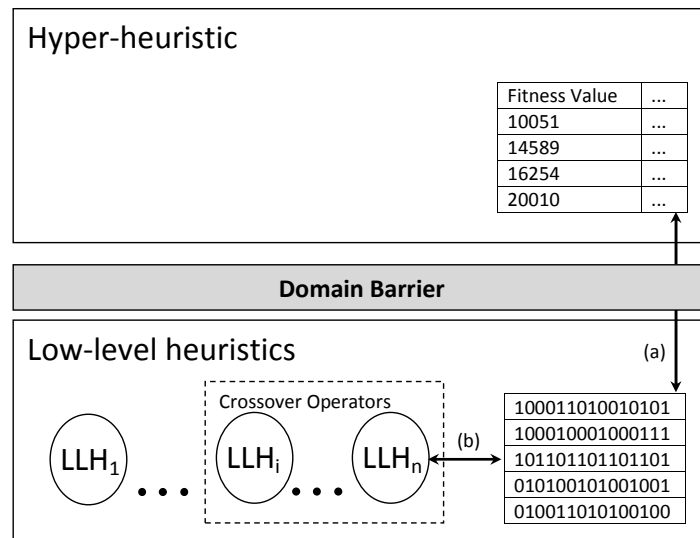 Hyper-heuristic
Fitness Value ...
10051 ...
14589 ...
16254 ...
20010 ...
Domain Barrier
Low-level heuristics
(a)
Crossover Operators
LLH1
...
LLHi
...
LLHn
(b)
100011010010101
100010001000111
101101101101101
010100101001001
010011010100100